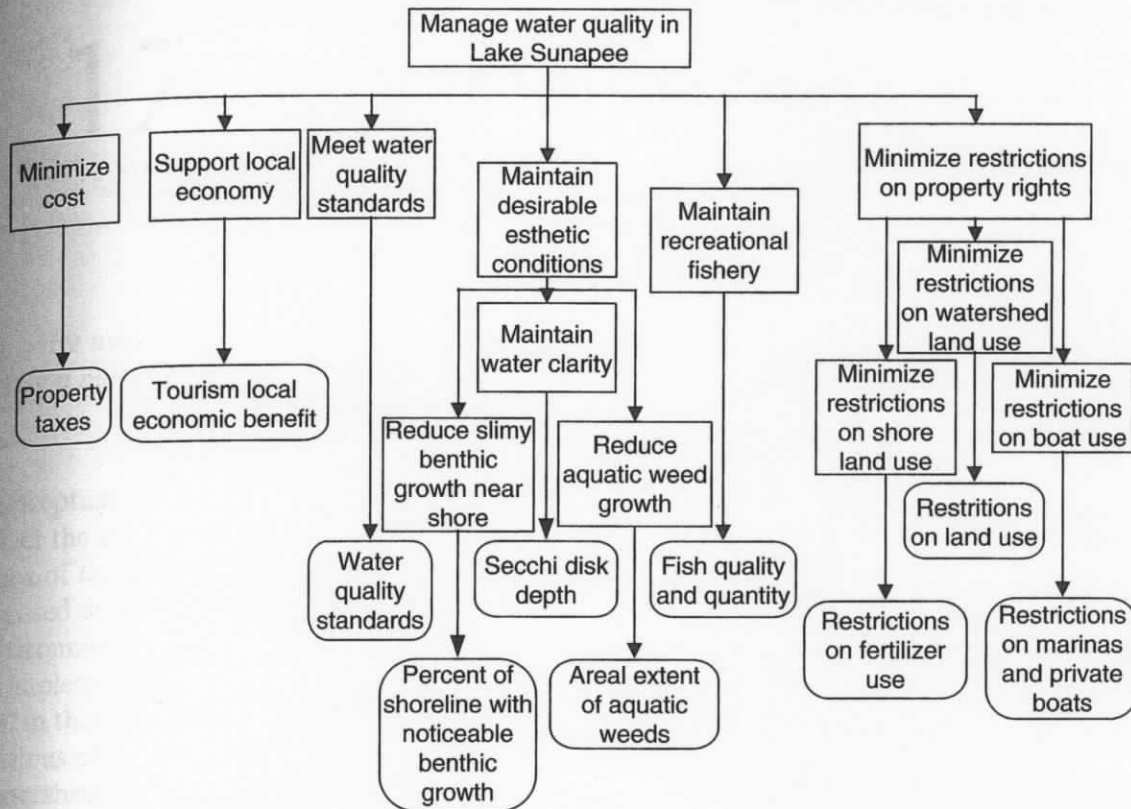 Manage water quality in
Lake Sunapee
Minimize
cost
Support local
economy
Meet water
quality
standards
Maintain
desirable
esthetic
conditions
Maintain
recreational
fishery
Minimize restrictions
on property rights
Minimize
restrictions
on watershed
land use
Maintain
water clarity
Minimize
restrictions
on shore
land use
Minimize
restrictions
on boat use
Property
taxes
Tourism local
economic benefit
Reduce slimy
benthic
growth near
shore
Reduce
aquatic weed
growth
Restritions
on land use
Water
quality
standards
Secchi disk
depth
Fish quality
and quantity
Restrictions
on fertilizer
use
Restrictions
on marinas
and private
boats
Percent of
shoreline with
noticeable
benthic
growth
Areal extent
of aquatic
weeds